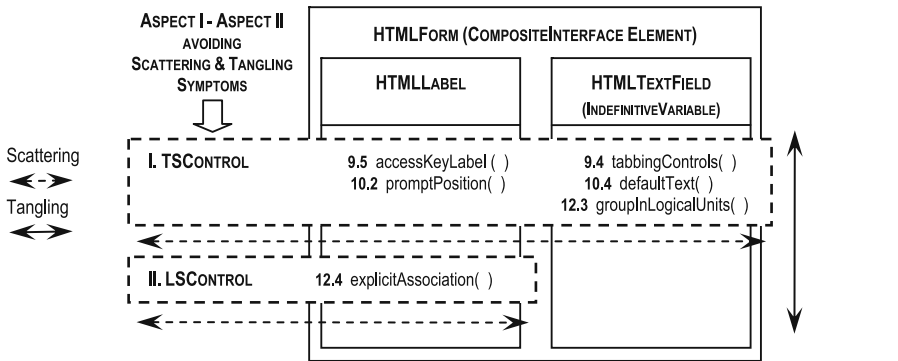 ASPECT I - ASPECT II
AVOIDING
SCATTERING & TANGLING
SYMPTOMS
HTMLFORM (COMPOSITEINTERFACE ELEMENT)
HTMLLABEL
HTMLTEXTFIELD
(INDEFINITIVEVARIABLE)
Scattering
Tangling
I. TSCONTROL
9.5 accessKeyLabel ( )
10.2 promptPosition( )
9.4 tabbingControls( )
10.4 defaultText( )
12.3 groupInLogicalUnits( )
II. LSCONTROL
12.4 explicitAssociation( )